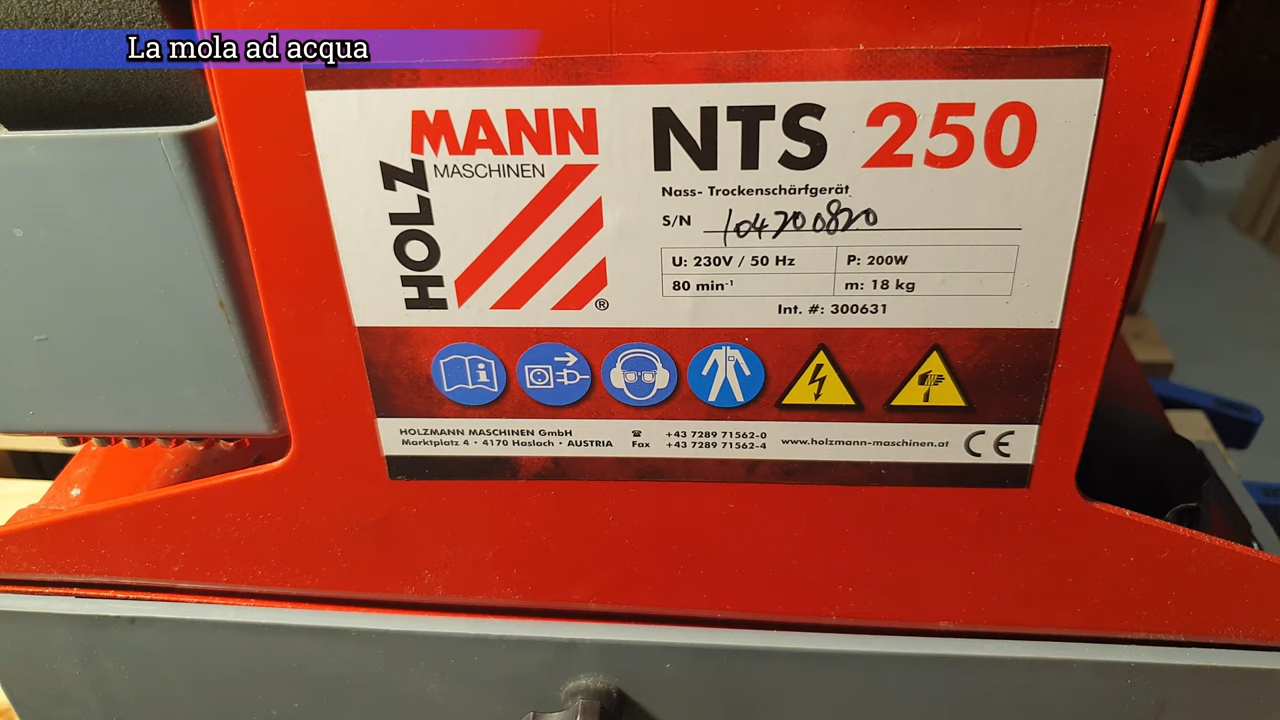 La mola ad acqua
HOLZ
MANN
MASCHINEN
®
NTS 250
Nass- Trockenschärfgerät
S/N 104200820
U: 230V / 50 Hz P: 200W
80 min-1 m: 18 kg
Int. #: 300631
HOLZMANN MASCHINEN GmbH
Marktplatz 4 • 4170 Haslach • AUSTRIA
☎ +43 7289 71562-0
Fax +43 7289 71562-4
www.holzmann-maschinen.at
CE